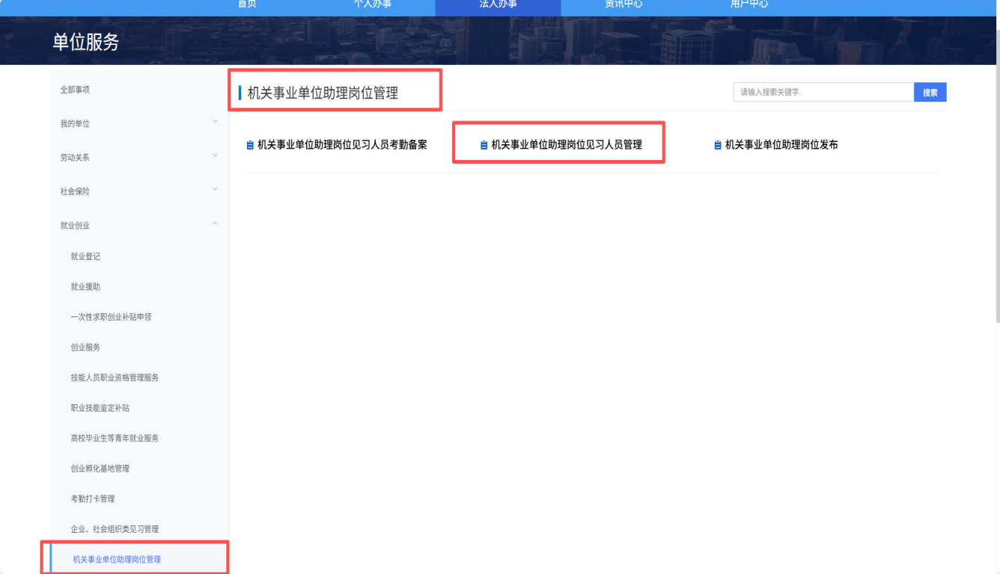 首页 个人办事 法人办事 资讯中心 用户中心
单位服务
全部事项
我的单位
劳动关系
社会保险
就业创业
就业登记
就业援助
一次性求职创业补贴申领
创业服务
技能人员职业资格管理服务
职业技能鉴定补贴
高校毕业生等青年就业服务
创业孵化基地管理
考勤打卡管理
企业、社会组织类见习管理
机关事业单位助理岗位管理
机关事业单位助理岗位管理
请输入搜索关键字 搜索
机关事业单位助理岗位见习人员考勤备案 机关事业单位助理岗位见习人员管理 机关事业单位助理岗位发布